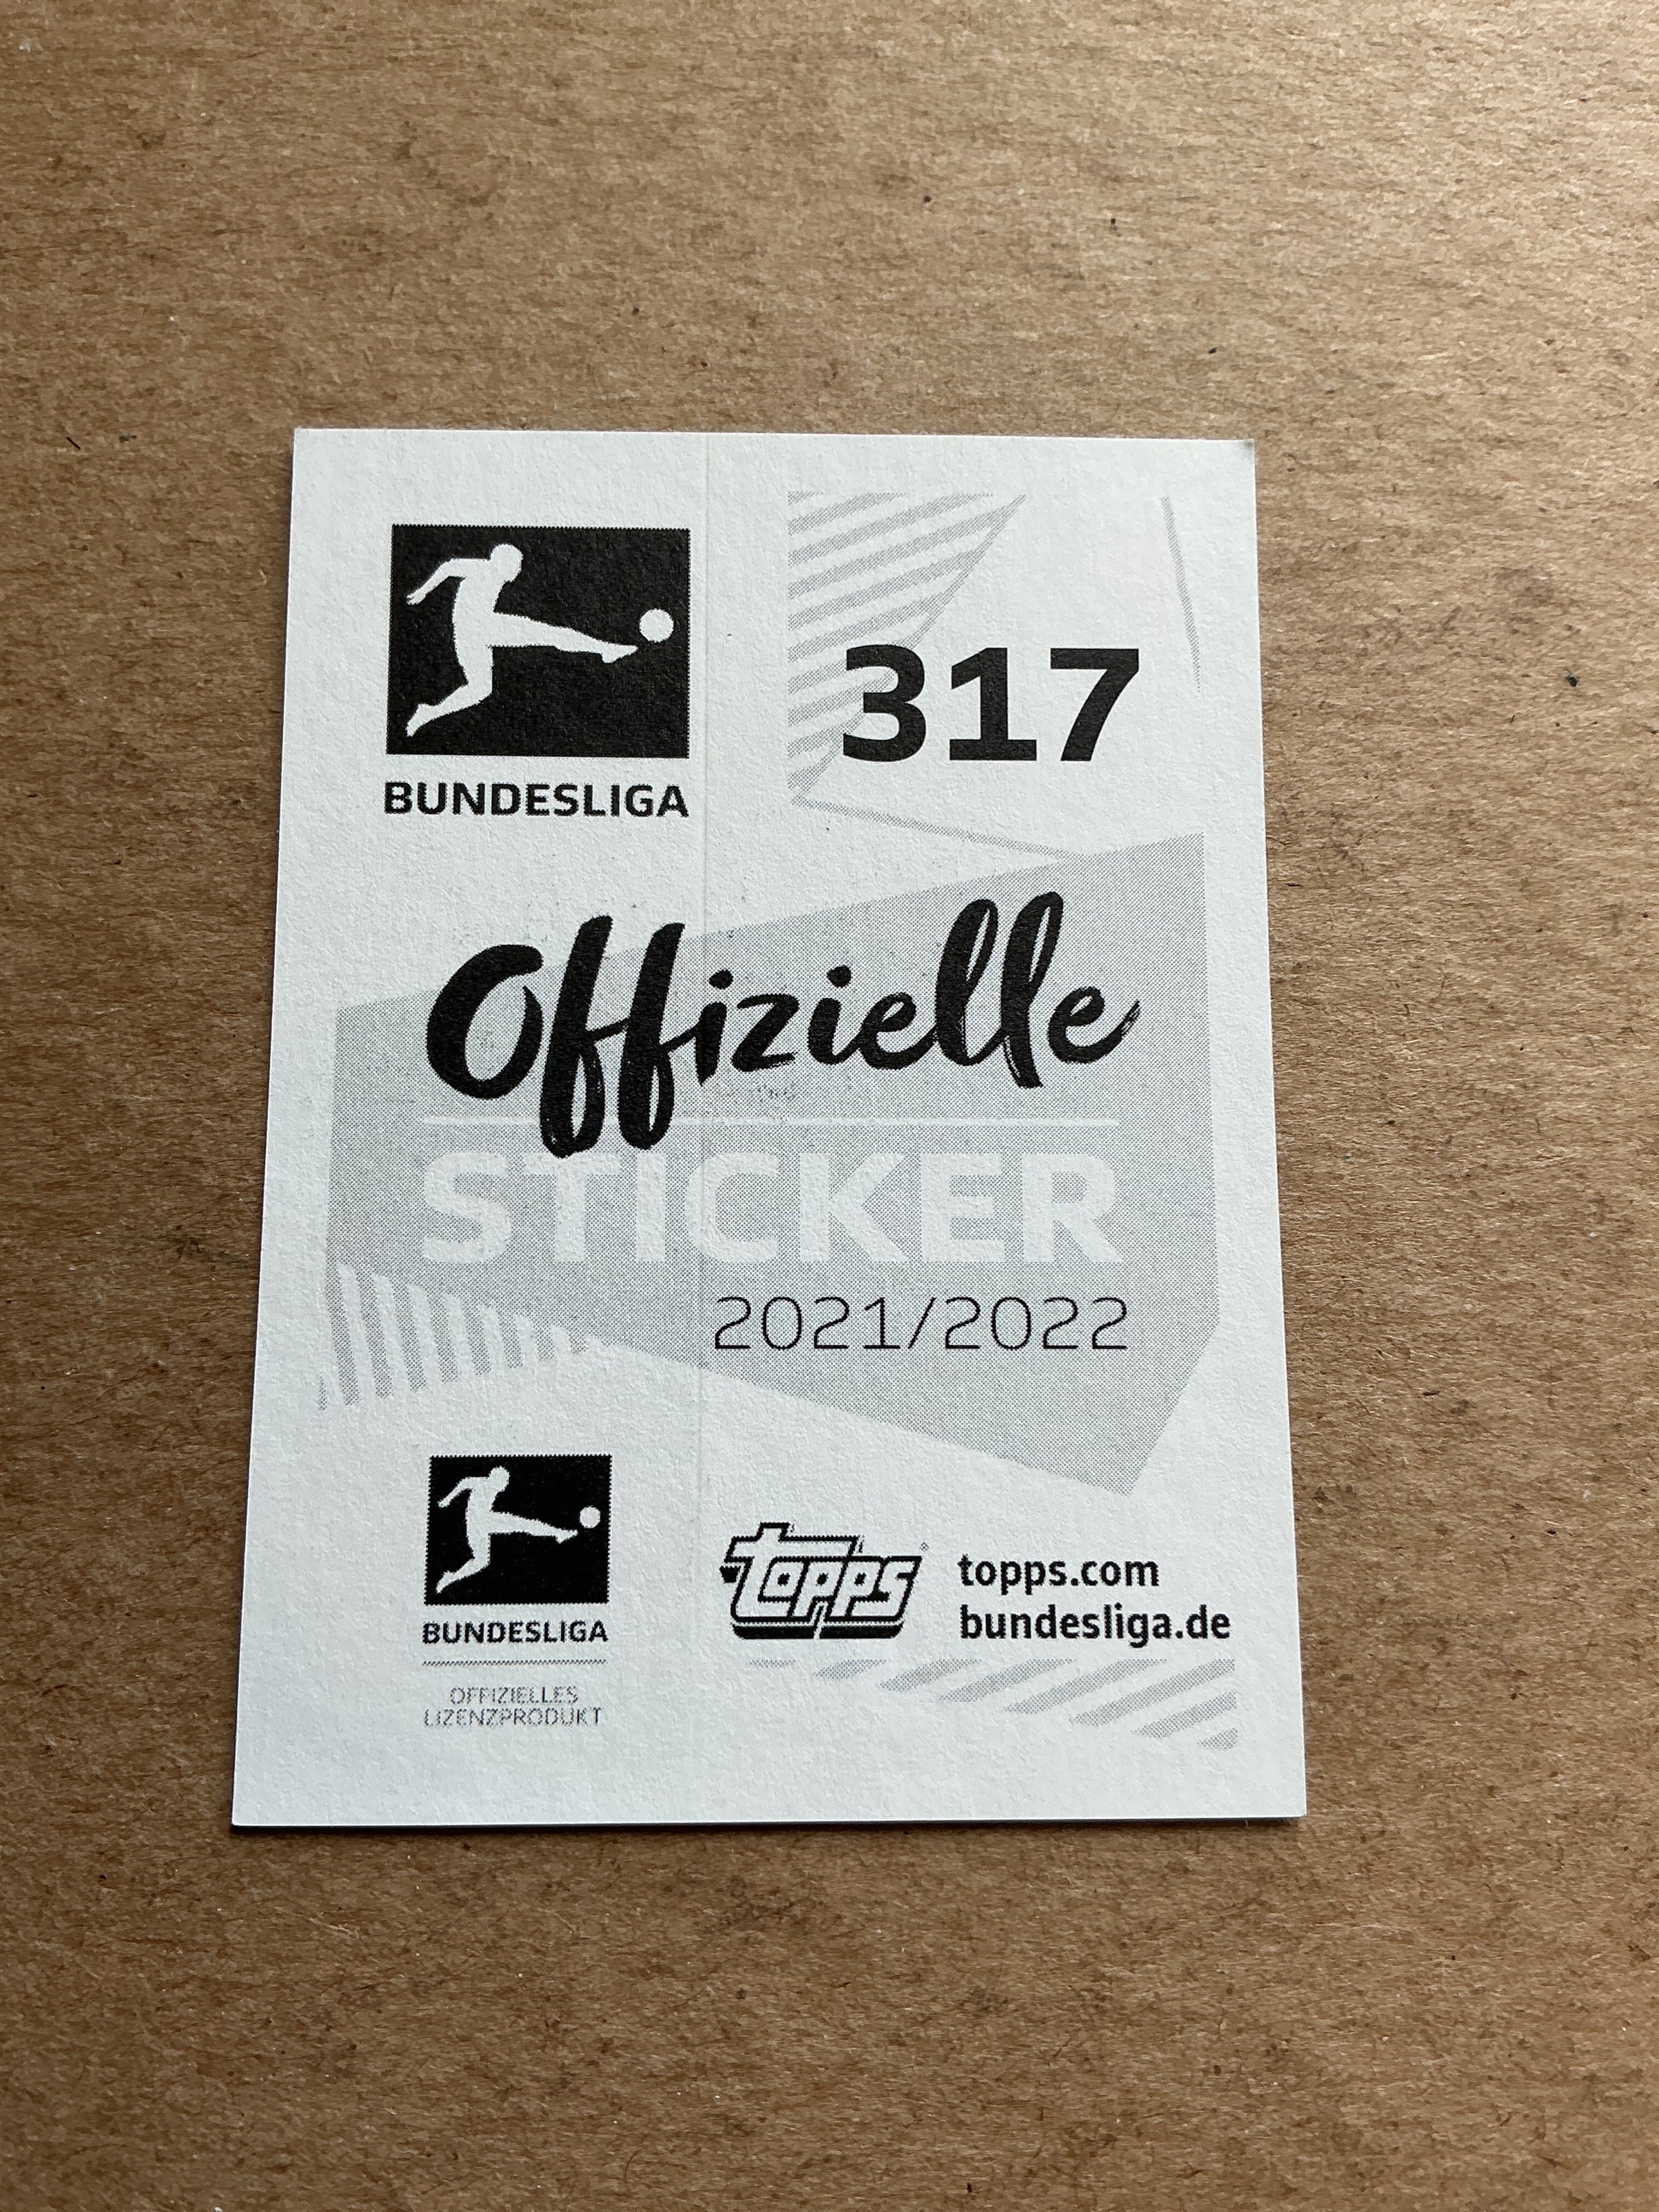 BUNDESLIGA
317
Offizielle
STICKER
2021/2022
BUNDESLIGA
OFFIZIELLES
LIZENZPRODUKT
topps
topps.com
bundesliga.de